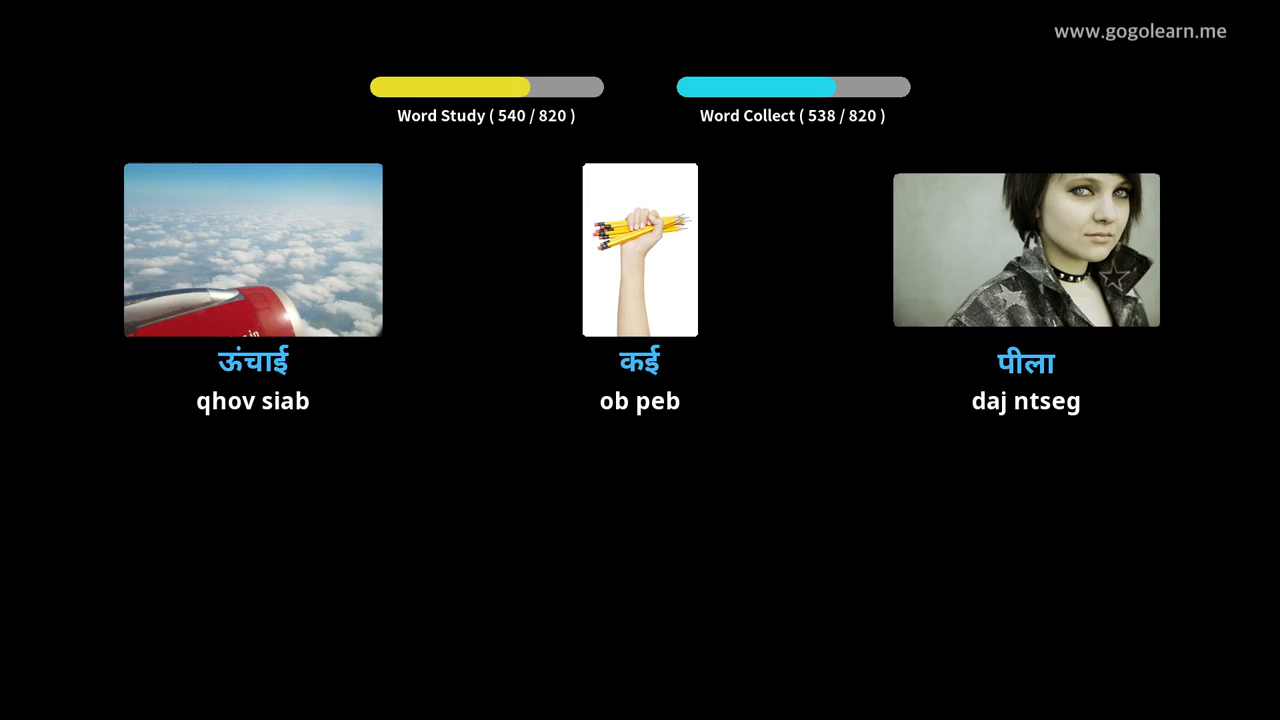 www.gogolearn.me
Word Study ( 540 / 820 )
Word Collect ( 538 / 820 )
ऊंचाई
कई
पीला
qhov siab
ob peb
daj ntseg